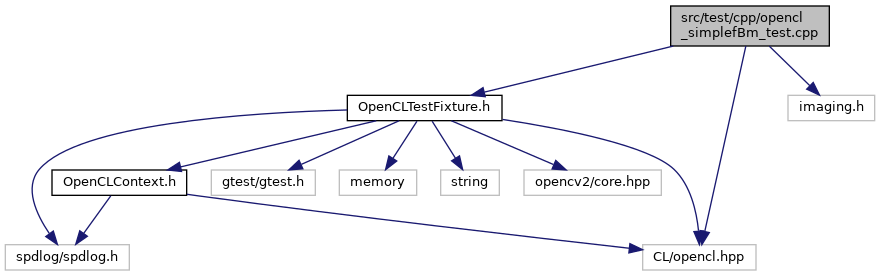 src/test/cpp/opencl
_simplefBm_test.cpp
OpenCLTestFixture.h
imaging.h
OpenCLContext.h
gtest/gtest.h
memory
string
opencv2/core.hpp
spdlog/spdlog.h
CL/opencl.hpp